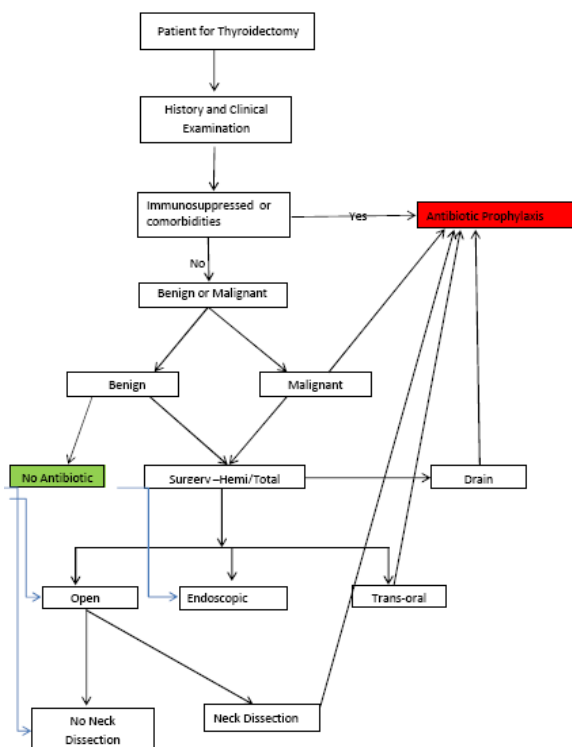 Patient for Thyroidectomy
History and Clinical
Examination
Immunosuppressed or
comorbidities
Yes
Antibiotic Prophylaxis
No
Benign or Malignant
Benign
Malignant
No Antibiotic
Surgery –Hemi/Total
Drain
Open
Endoscopic
Trans-oral
No Neck
Dissection
Neck Dissection